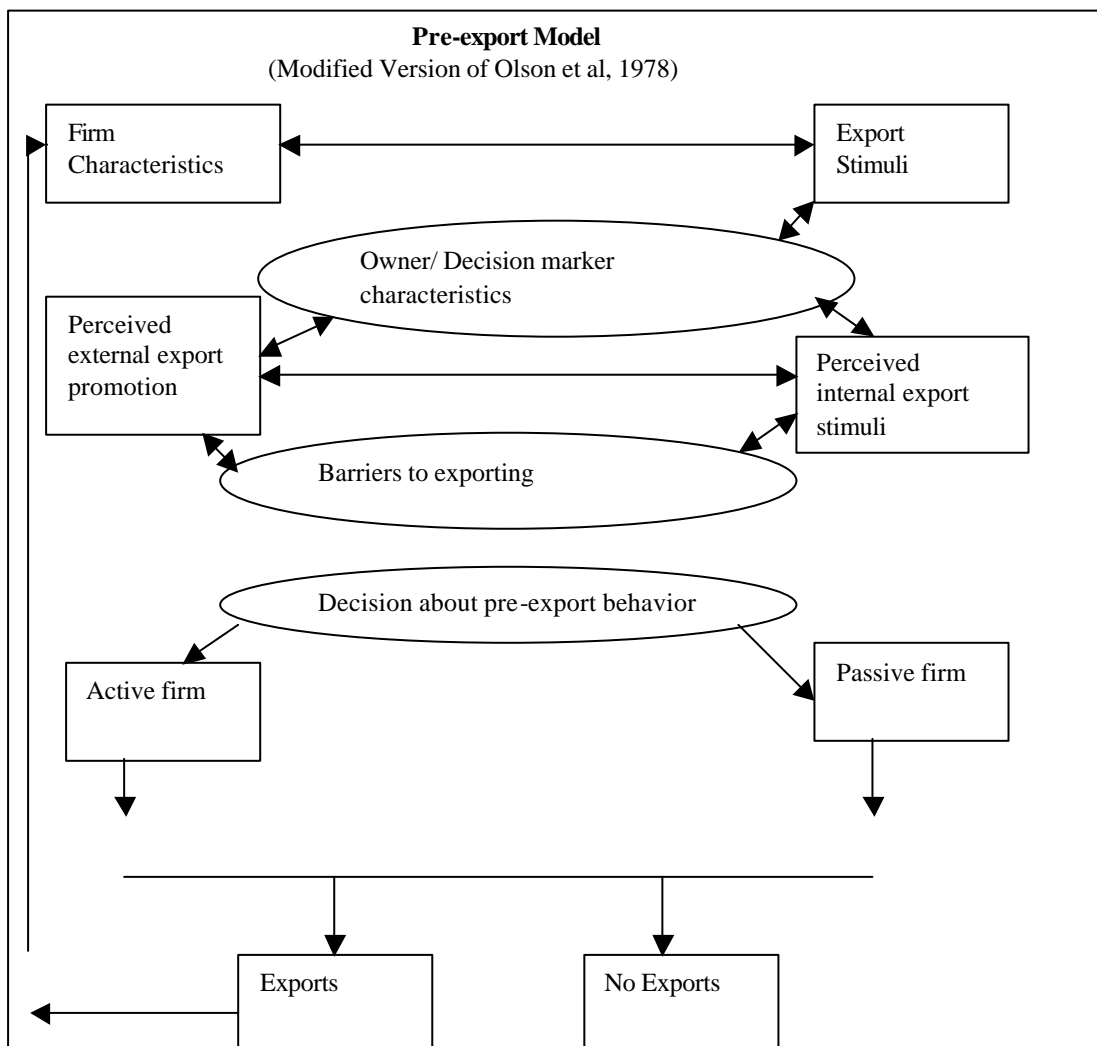 Pre-export Model
(Modified Version of Olson et al, 1978)
Firm
Characteristics
Export
Stimuli
Owner/ Decision marker
characteristics
Perceived
external export
promotion
Perceived
internal export
stimuli
Barriers to exporting
Decision about pre-export behavior
Active firm
Passive firm
Exports
No Exports